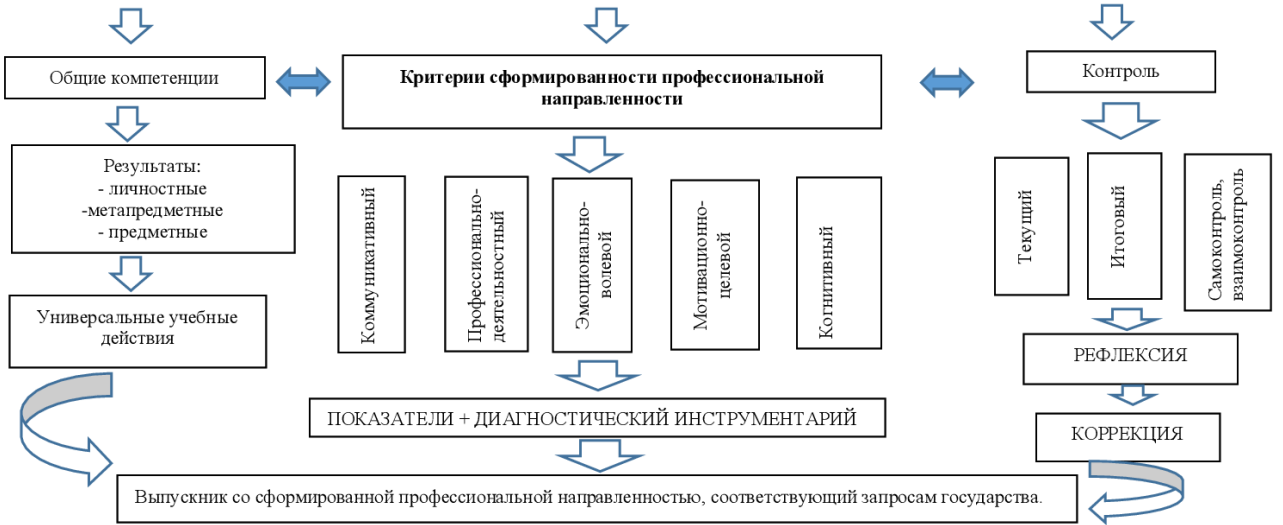 Общие компетенции
Критерии сформированности профессиональной
направленности
Контроль
Результаты:
- личностные
-метапредметные
- предметные
Коммуникативный
Профессионально-
деятельностный
Эмоционально-
волевой
Мотивационно-
целевой
Когнитивный
Текущий
Итоговый
Самоконтроль,
взаимоконтроль
Универсальные учебные
действия
РЕФЛЕКСИЯ
ПОКАЗАТЕЛИ + ДИАГНОСТИЧЕСКИЙ ИНСТРУМЕНТАРИЙ
КОРРЕКЦИЯ
Выпускник со сформированной профессиональной направленностью, соответствующий запросам государства.